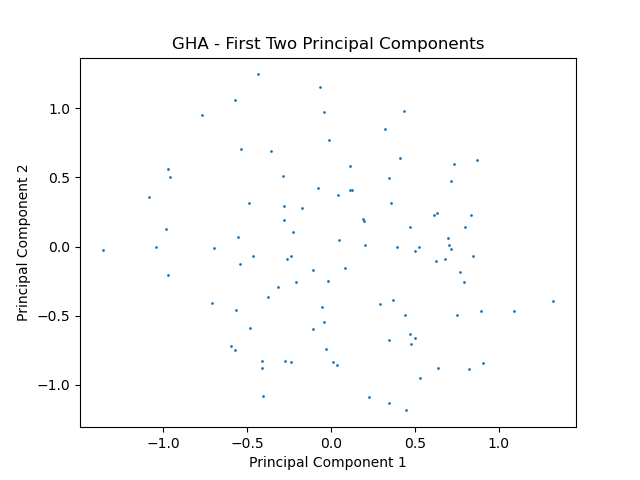 GHA - First Two Principal Components
1.0
0.5
0.0
−0.5
−1.0
Principal Component 2
−1.0 −0.5 0.0 0.5 1.0
Principal Component 1